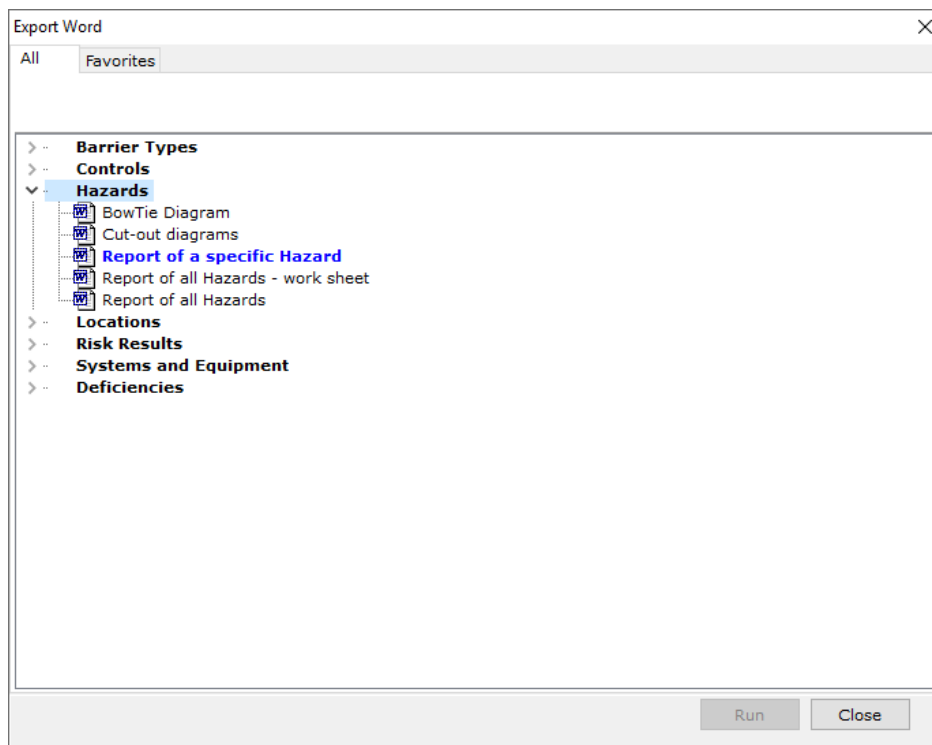 Export Word
All
Favorites
Barrier Types
Controls
Hazards
BowTie Diagram
Cut-out diagrams
Report of a specific Hazard
Report of all Hazards - work sheet
Report of all Hazards
Locations
Risk Results
Systems and Equipment
Deficiencies
Run
Close